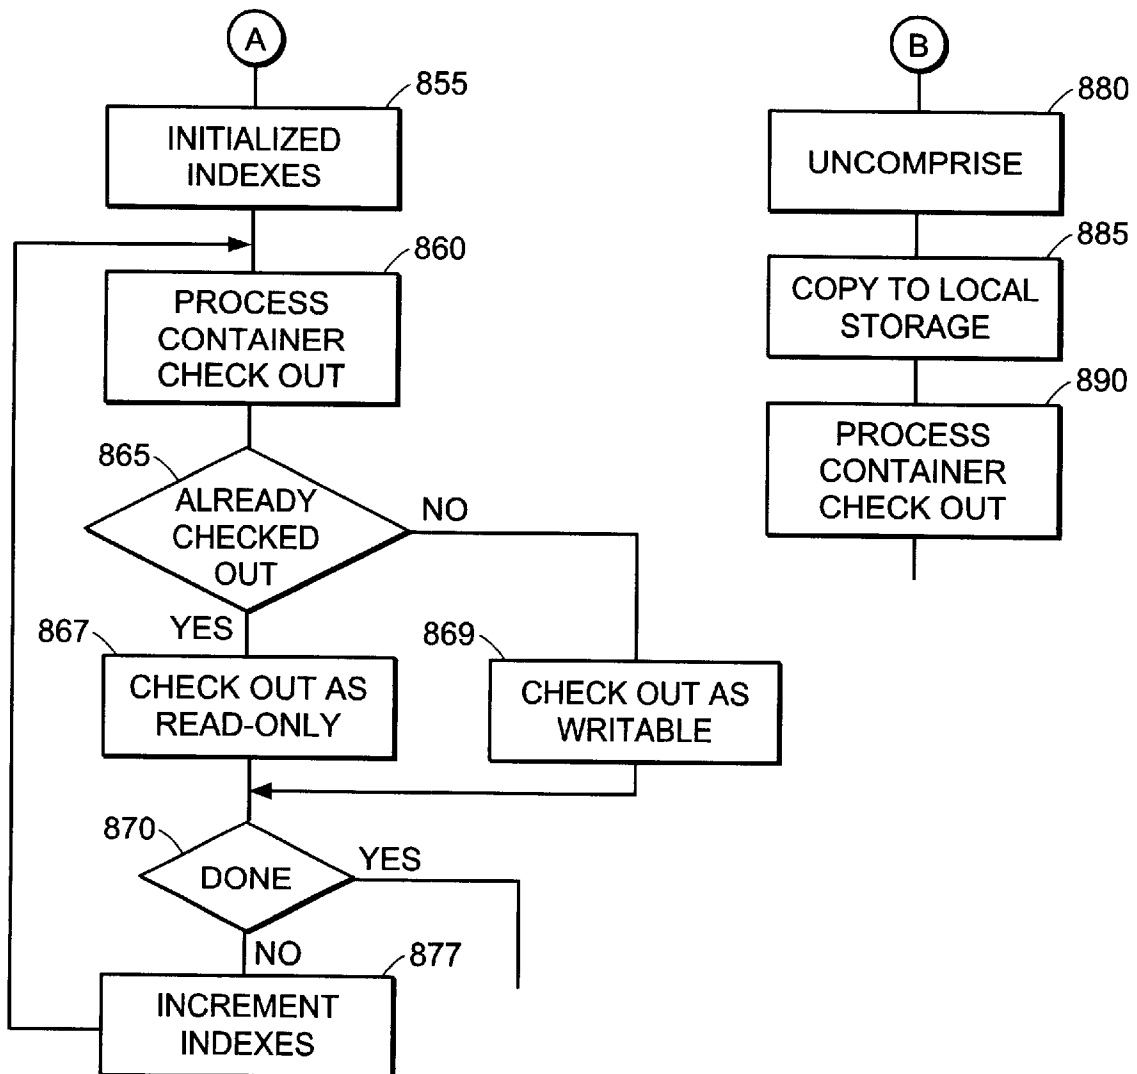 A
855
INITIALIZED
INDEXES
860
PROCESS
CONTAINER
CHECK OUT
865
ALREADY
CHECKED
OUT
NO
YES
867
CHECK OUT AS
READ-ONLY
869
CHECK OUT AS
WRITABLE
870
DONE
YES
NO
877
INCREMENT
INDEXES
B
880
UNCOMPRISE
885
COPY TO LOCAL
STORAGE
890
PROCESS
CONTAINER
CHECK OUT